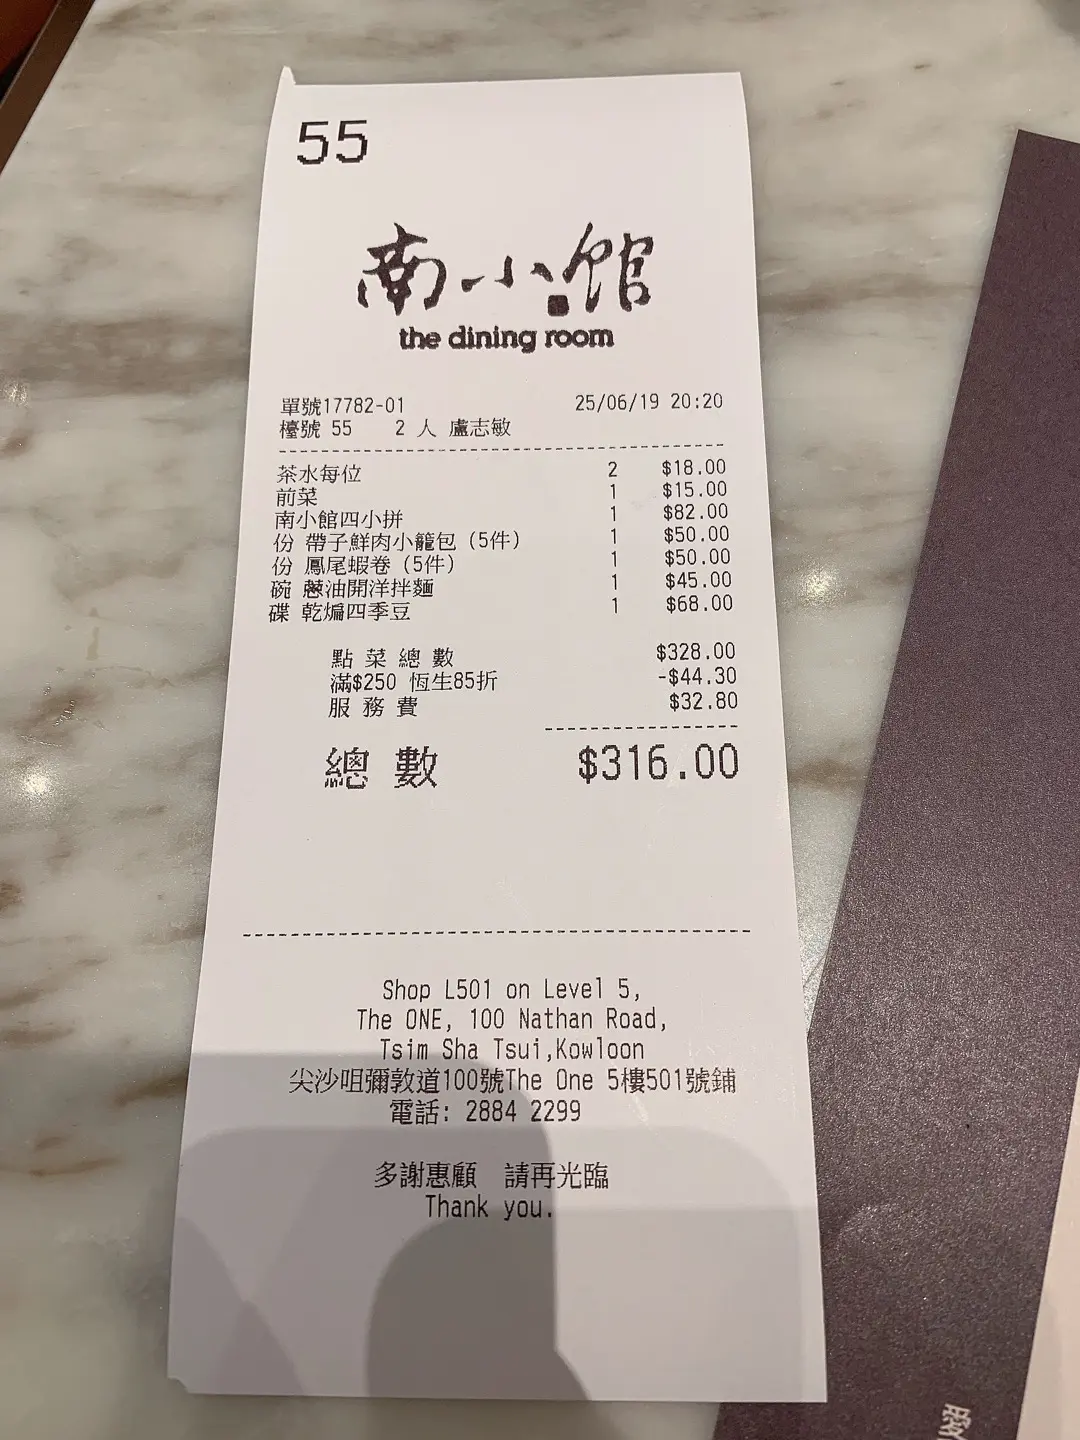 55
南小館
the dining room
單號17782-01 25/06/19 20:20
檯號 55 2 人 盧志敏
茶水每位 2 $18.00
前菜 1 $15.00
南小館四小拼 1 $82.00
份 帶子鮮肉小籠包 (5件) 1 $50.00
份 鳳尾蝦卷 (5件) 1 $50.00
碗 蔥油開洋拌麵 1 $45.00
碟 乾煸四季豆 1 $68.00
點 菜 總 數 $328.00
滿$250 恆生85折 -$44.30
服 務 費 $32.80
總 數 $316.00
Shop L501 on Level 5,
The ONE, 100 Nathan Road,
Tsim Sha Tsui,Kowloon
尖沙咀彌敦道100號The One 5樓501號鋪
電話: 2884 2299
多謝惠顧 請再光臨
Thank you.
愛